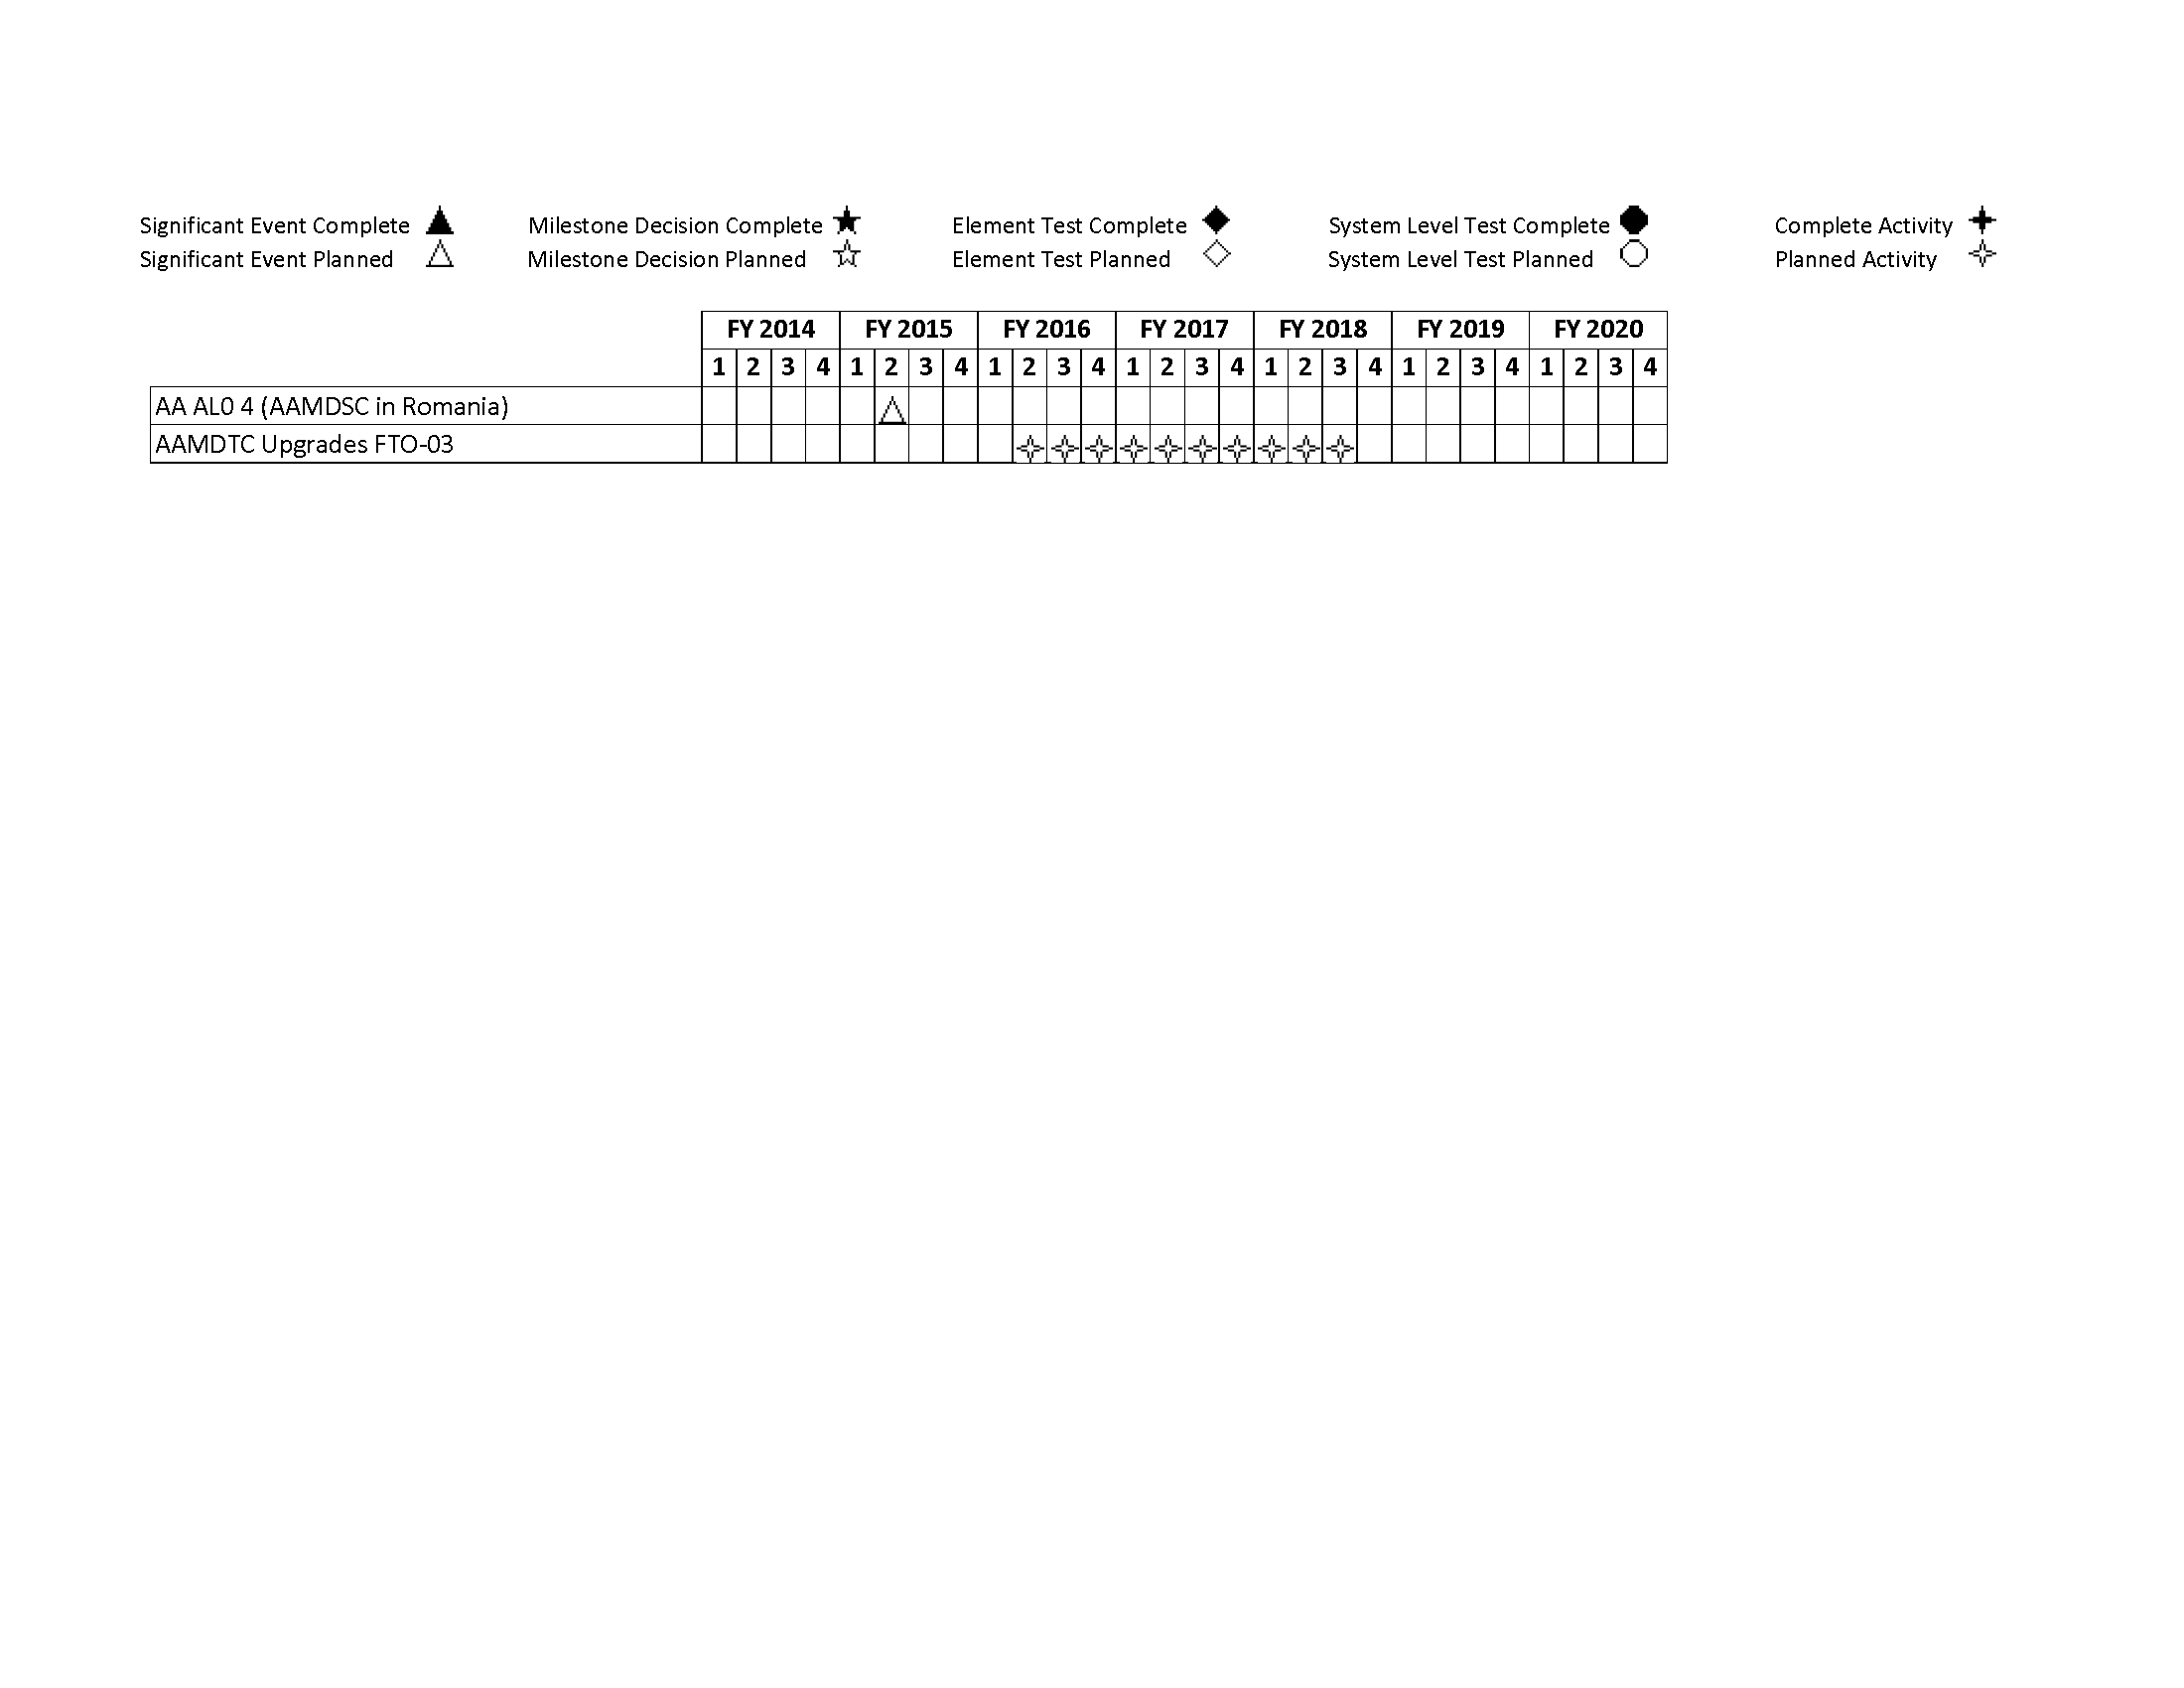 Significant Event Complete Milestone Decision Complete Element Test Complete System Level Test Complete Complete Activity
Significant Event Planned Milestone Decision Planned Element Test Planned System Level Test Planned Planned Activity
FY 2014 FY 2015 FY 2016 FY 2017 FY 2018 FY 2019 FY 2020
1 2 3 4 1 2 3 4 1 2 3 4 1 2 3 4 1 2 3 4 1 2 3 4 1 2 3 4
AA AL0 4 (AAMDSC in Romania)
AAMDTC Upgrades FTO-03